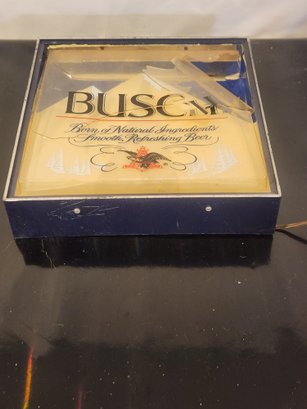 BUSCH
Born of Natural Ingredients
Smooth, Refreshing Beer